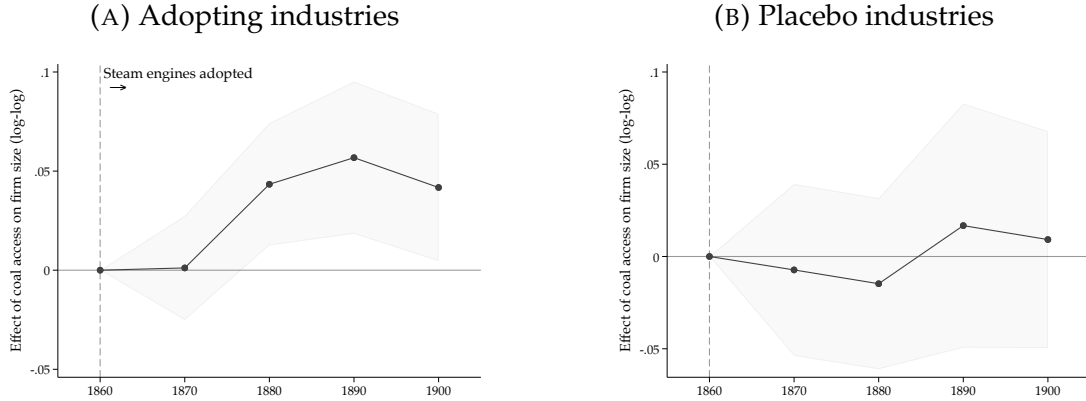 (A) Adopting industries
Effect of coal access on firm size (log-log)
.1
.05
0
-.05
Steam engines adopted
1860 1870 1880 1890 1900
(B) Placebo industries
Effect of coal access on firm size (log-log)
.1
.05
0
-.05
1860 1870 1880 1890 1900